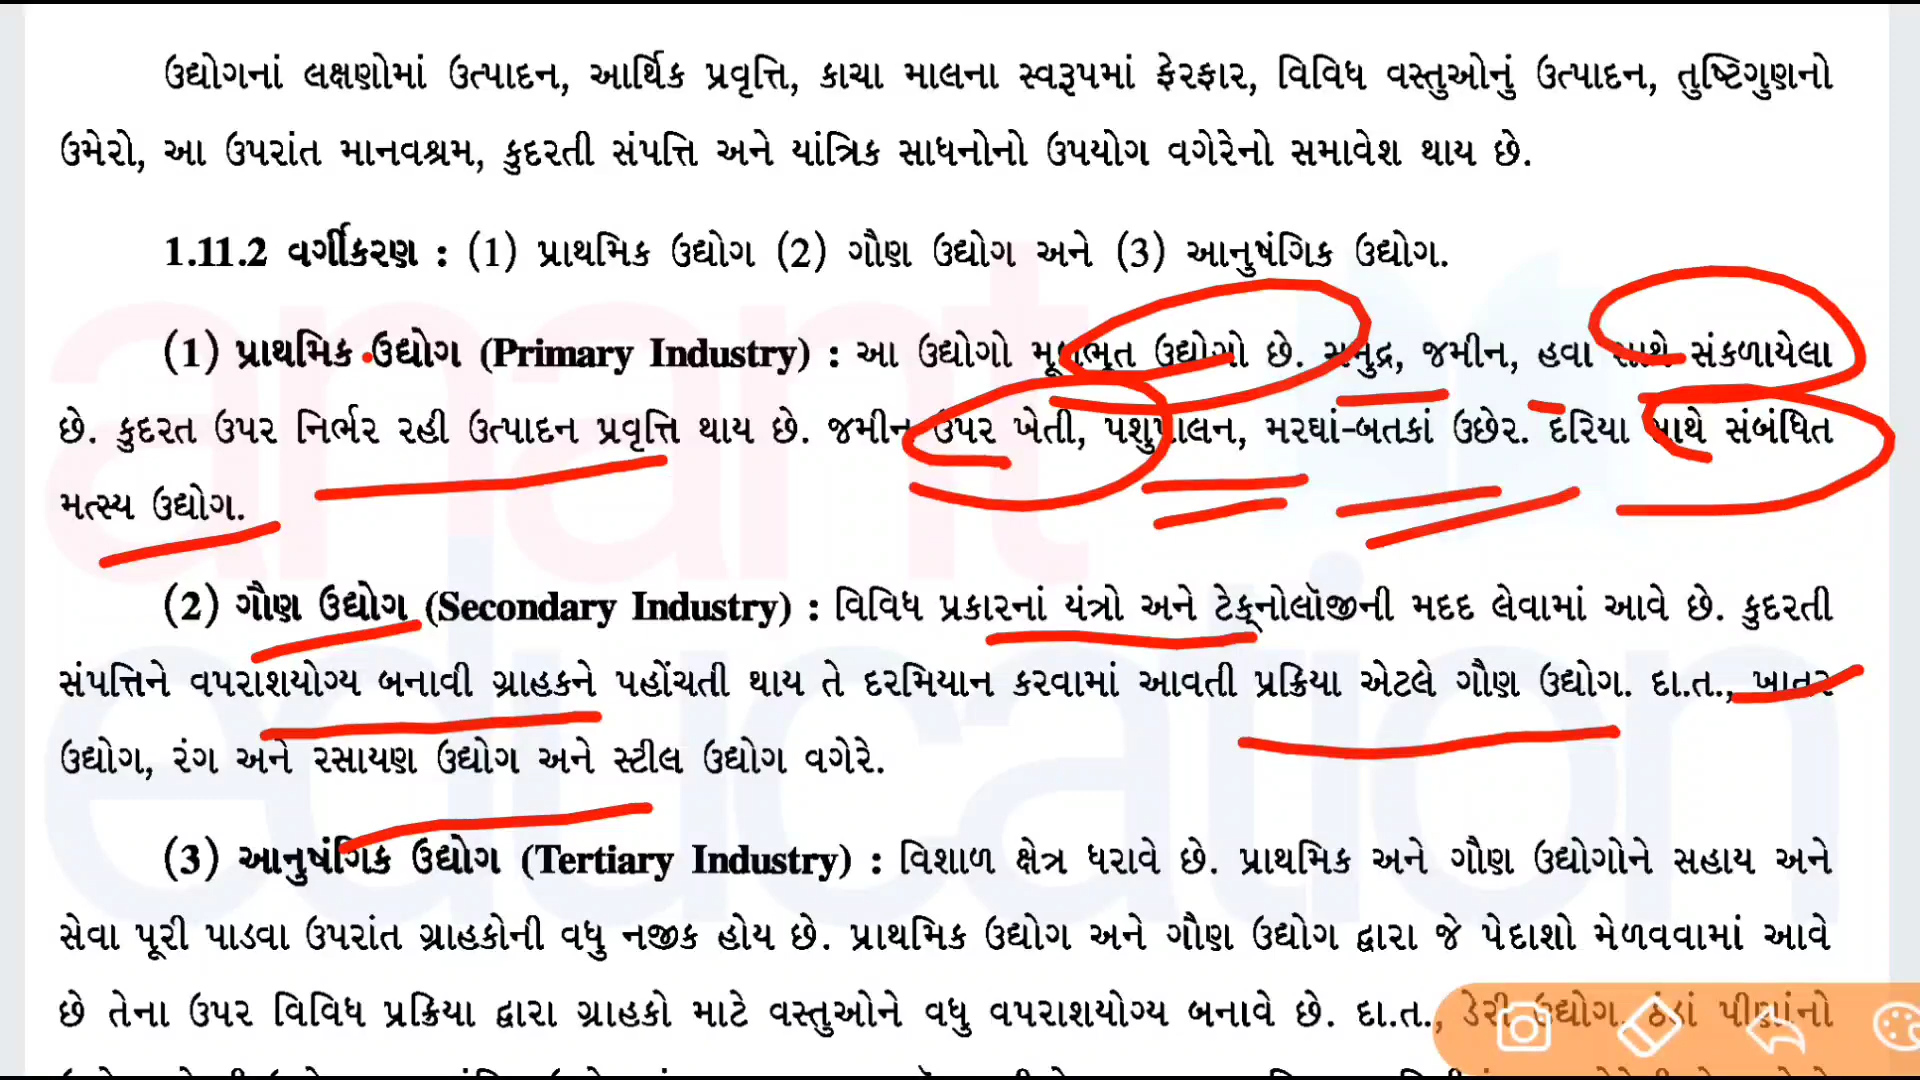 ઉદ્યોગનાં લક્ષણોમાં ઉત્પાદન, આર્થિક પ્રવૃત્તિ, કાચા માલના સ્વરૂપમાં ફેરફાર, વિવિધ વસ્તુઓનું ઉત્પાદન, તુષ્ટિગુણનો
ઉમેરો, આ ઉપરાંત માનવશ્રમ, કુદરતી સંપત્તિ અને યાંત્રિક સાધનોનો ઉપયોગ વગેરેનો સમાવેશ થાય છે.
1.11.2 વર્ગીકરણ : (1) પ્રાથમિક ઉદ્યોગ (2) ગૌણ ઉદ્યોગ અને (3) આનુષંગિક ઉદ્યોગ.
(1) પ્રાથમિક ઉદ્યોગ (Primary Industry) : આ ઉદ્યોગો મૂળભૂત ઉદ્યોગો છે. સમુદ્ર, જમીન, હવા સાથે સંકળાયેલા
છે. કુદરત ઉપર નિર્ભર રહી ઉત્પાદન પ્રવૃત્તિ થાય છે. જમીન ઉપર ખેતી, પશુપાલન, મરઘાં-બતકાં ઉછેર. દરિયા સાથે સંબંધિત
મત્સ્ય ઉદ્યોગ.
(2) ગૌણ ઉદ્યોગ (Secondary Industry) : વિવિધ પ્રકારનાં યંત્રો અને ટેક્નોલૉજીની મદદ લેવામાં આવે છે. કુદરતી
સંપત્તિને વપરાશયોગ્ય બનાવી ગ્રાહકને પહોંચતી થાય તે દરમિયાન કરવામાં આવતી પ્રક્રિયા એટલે ગૌણ ઉદ્યોગ. દા.ત., ખાતર
ઉદ્યોગ, રંગ અને રસાયણ ઉદ્યોગ અને સ્ટીલ ઉદ્યોગ વગેરે.
(3) આનુષંગિક ઉદ્યોગ (Tertiary Industry) : વિશાળ ક્ષેત્ર ધરાવે છે. પ્રાથમિક અને ગૌણ ઉદ્યોગોને સહાય અને
સેવા પૂરી પાડવા ઉપરાંત ગ્રાહકોની વધુ નજીક હોય છે. પ્રાથમિક ઉદ્યોગ અને ગૌણ ઉદ્યોગ દ્વારા જે પેદાશો મેળવવામાં આવે
છે તેના ઉપર વિવિધ પ્રક્રિયા દ્વારા ગ્રાહકો માટે વસ્તુઓને વધુ વપરાશયોગ્ય બનાવે છે. દા.ત., ડેરી ઉદ્યોગ, ઠંડાં પીણાંનો
anant
education